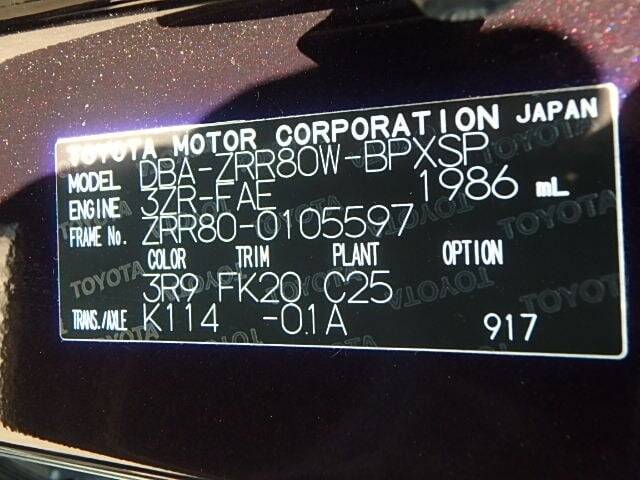 TOYOTA MOTOR CORPORATION JAPAN
MODEL DBA-ZRR80W-BPXSP
ENGINE 3ZR-FAE 1986 mL
FRAME No. ZRR80-0105597
COLOR TRIM PLANT OPTION
3R9 FK20 C25
TRANS./AXLE K114 -01A 917